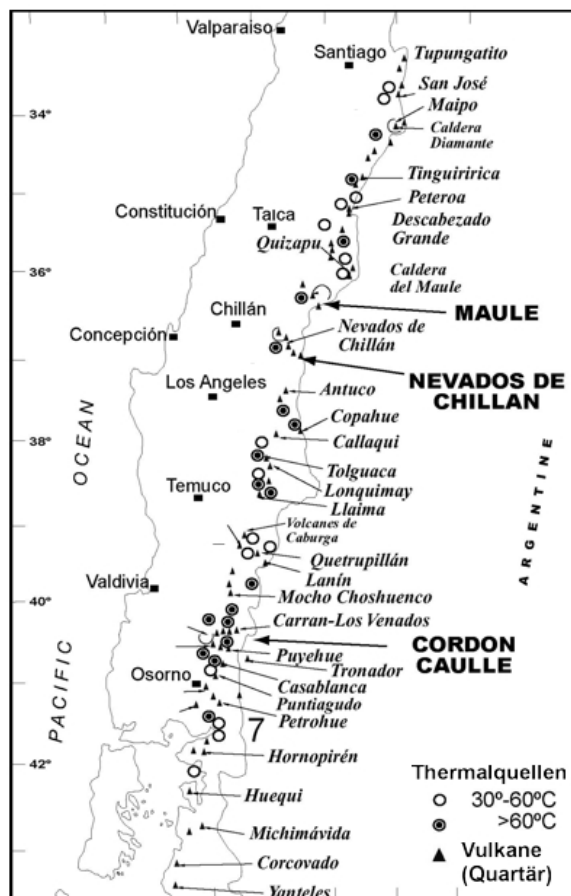 Valparaiso
Santiago
Tupungatito
34°
San José
Maipo
Caldera
Diamante
Tinguiririca
Constitución
Talca
Peteroa
Descabezado
Grande
Quizapu
36°
Caldera
del Maule
MAULE
Concepción
Chillán
Nevados de
Chillán
NEVADOS DE
CHILLAN
Los Angeles
Antuco
Copahue
OCEAN
38°
Callaqui
Tolguaca
Temuco
Lonquimay
Llaima
ARGENTINE
Volcanes de
Caburga
Quetrupillán
Lanín
Valdivia
Mocho Choshuenco
40°
Carran-Los Venados
CORDON
CAULLE
Puyehue
PACIFIC
Tronador
Osorno
Casablanca
Puntiagudo
Petrohue
7
Hornopirén
42°
Huequi
Thermalquellen
30º-60ºC
>60ºC
Vulkane
(Quartär)
Michimávida
Corcovado
Yanteles